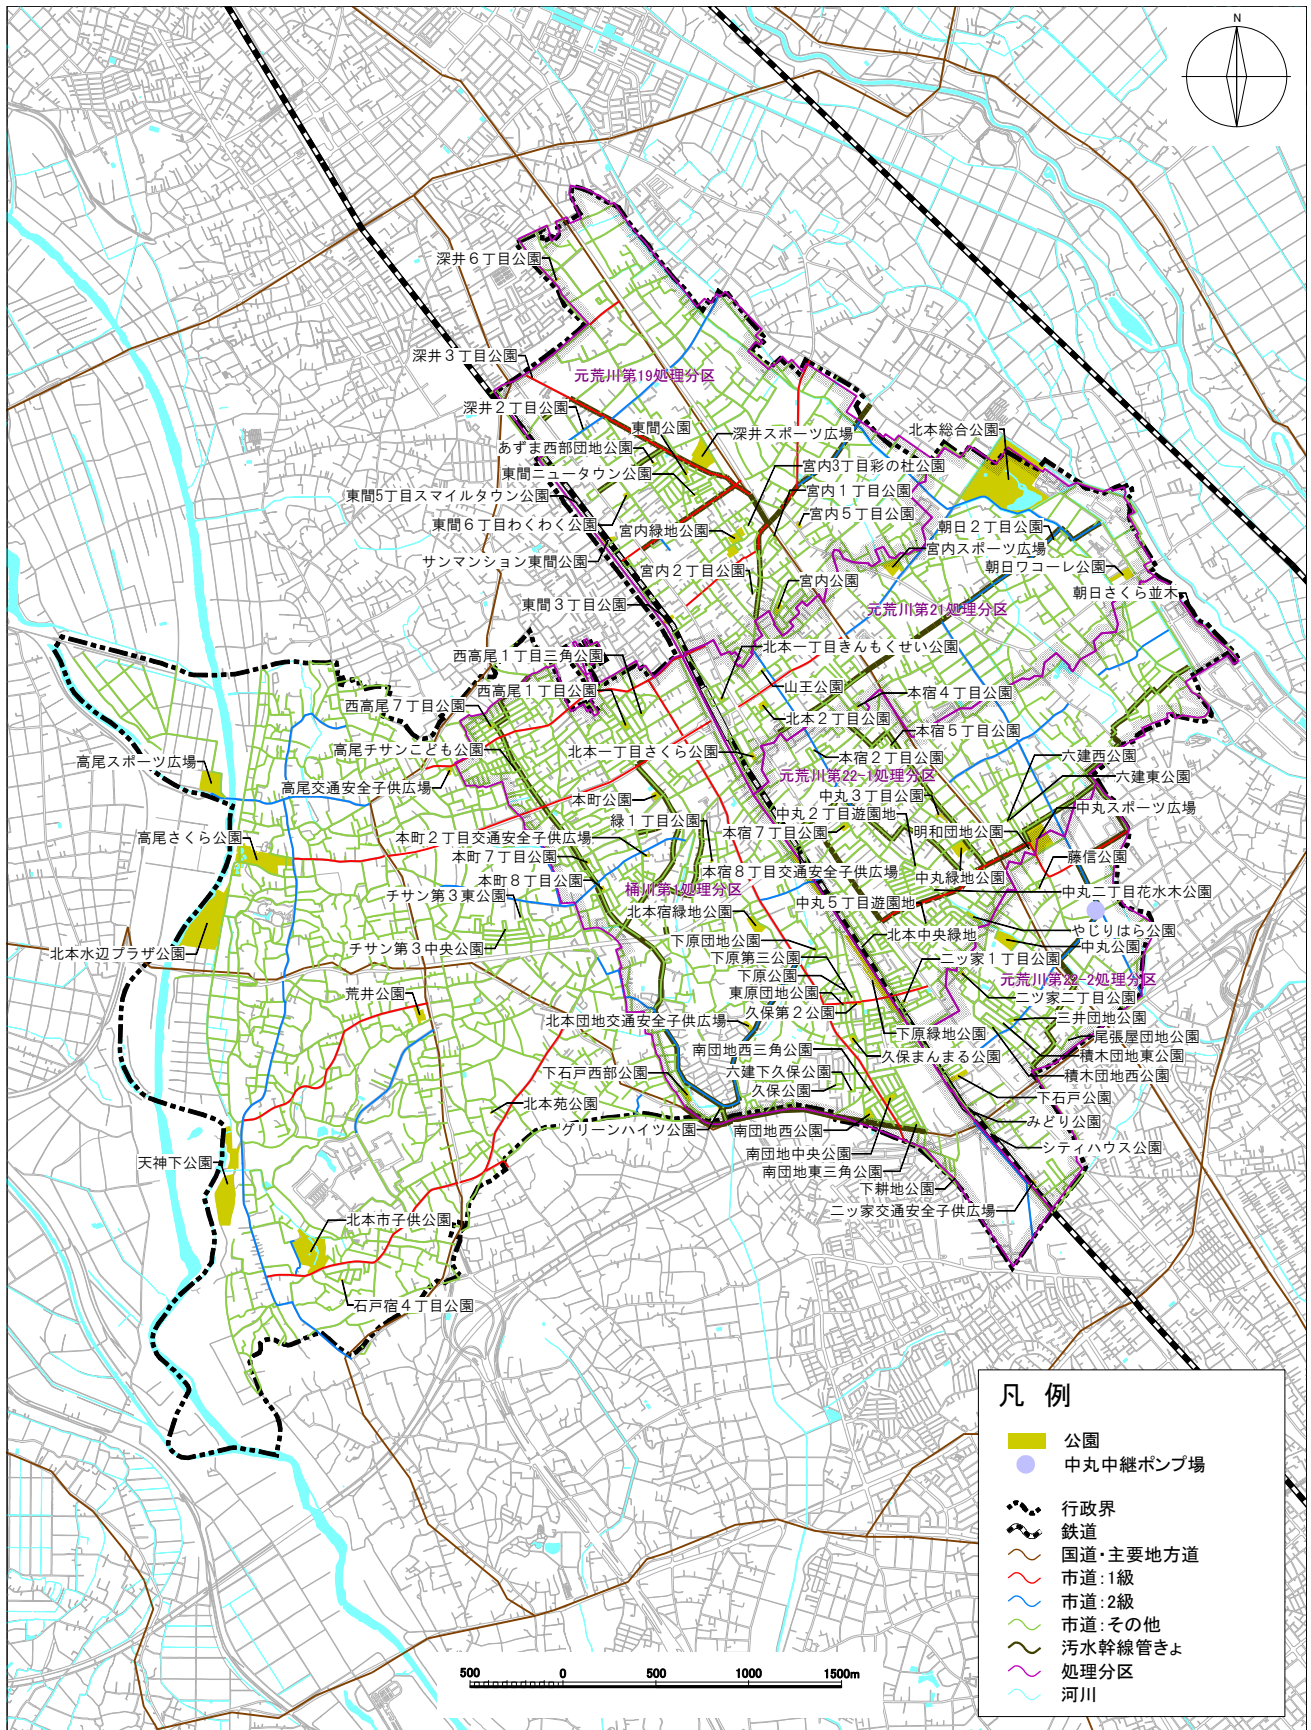 N
深井6丁目公園
深井3丁目公園
元荒川第19処理分区
深井2丁目公園
東間公園
深井スポーツ広場
北本総合公園
あずま西部団地公園
宮内3丁目彩の杜公園
東間ニュータウン公園
宮内1丁目公園
東間5丁目スマイルタウン公園
宮内5丁目公園
東間6丁目わくわく公園
宮内緑地公園
朝日2丁目公園
宮内スポーツ広場
サンマンション東間公園
朝日ワコーレ公園
宮内2丁目公園
朝日さくら並木
東間3丁目公園
宮内公園
元荒川第21処理分区
西高尾1丁目三角公園
北本一丁目きんもくせい公園
山王公園
西高尾1丁目公園
本宿4丁目公園
西高尾7丁目公園
北本2丁目公園
本宿5丁目公園
高尾チサンこども公園
北本一丁目さくら公園
本宿2丁目公園
六建西公園
高尾スポーツ広場
元荒川第22-1処理分区
六建東公園
高尾交通安全子供広場
中丸3丁目公園
本町公園
中丸2丁目遊園地
中丸スポーツ広場
緑1丁目公園
高尾さくら公園
本町2丁目交通安全子供広場
本宿7丁目公園
明和団地公園
本町7丁目公園
藤信公園
本宿8丁目交通安全子供広場
本町8丁目公園
中丸緑地公園
桶川第1処理分区
中丸二丁目花水木公園
チサン第3東公園
中丸5丁目遊園地
北本宿緑地公園
やじりはら公園
北本水辺プラザ公園
チサン第3中央公園
下原団地公園
北本中央緑地
中丸公園
下原第三公園
二ッ家1丁目公園
下原公園
元荒川第22-2処理分区
荒井公園
東原団地公園
二ツ家二丁目公園
久保第2公園
北本団地交通安全子供広場
三井団地公園
下原緑地公園
尾張屋団地公園
南団地西三角公園
久保まんまる公園
積木団地東公園
下石戸西部公園
六建下久保公園
積木団地西公園
久保公園
下石戸公園
北本苑公園
みどり公園
グリーンハイツ公園
南団地西公園
シティハウス公園
南団地中央公園
天神下公園
南団地東三角公園
下耕地公園
二ッ家交通安全子供広場
北本市子供公園
石戸宿4丁目公園
凡 例
公園
中丸中継ポンプ場
行政界
鉄道
国道・主要地方道
市道:1級
市道:2級
市道:その他
汚水幹線管きょ
処理分区
河川
500 0 500 1000 1500m